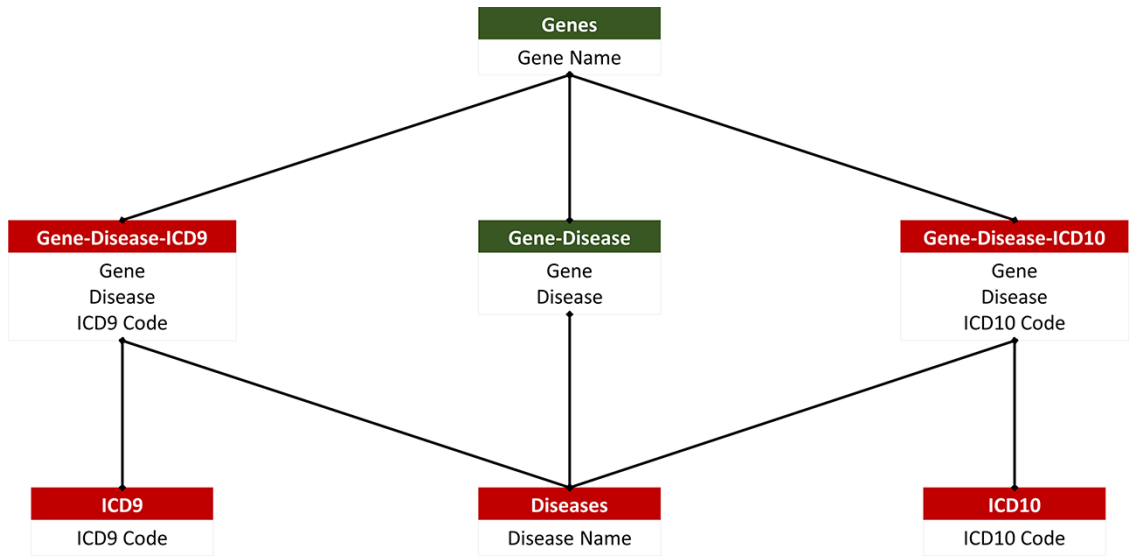 Genes
Gene Name
Gene-Disease-ICD9
Gene
Disease
ICD9 Code
Gene-Disease
Gene
Disease
Gene-Disease-ICD10
Gene
Disease
ICD10 Code
ICD9
ICD9 Code
Diseases
Disease Name
ICD10
ICD10 Code